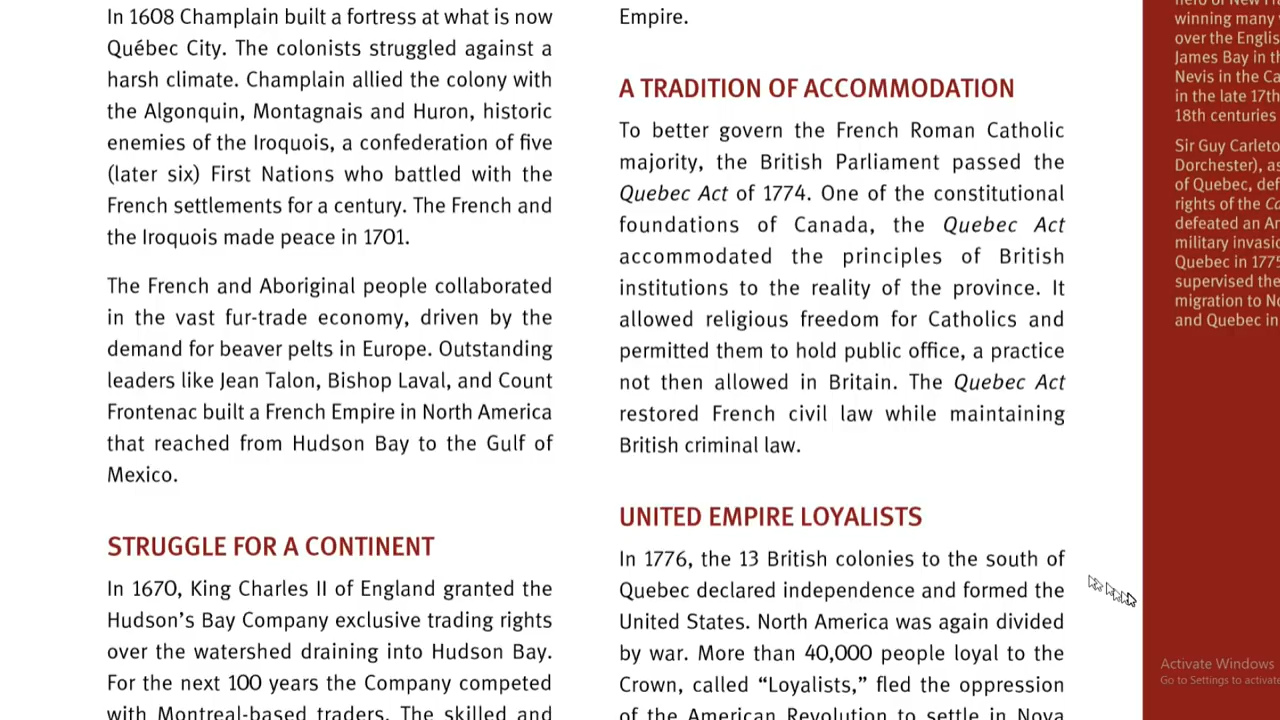 In 1608 Champlain built a fortress at what is now
Québec City. The colonists struggled against a
harsh climate. Champlain allied the colony with
the Algonquin, Montagnais and Huron, historic
enemies of the Iroquois, a confederation of five
(later six) First Nations who battled with the
French settlements for a century. The French and
the Iroquois made peace in 1701.
The French and Aboriginal people collaborated
in the vast fur-trade economy, driven by the
demand for beaver pelts in Europe. Outstanding
leaders like Jean Talon, Bishop Laval, and Count
Frontenac built a French Empire in North America
that reached from Hudson Bay to the Gulf of
Mexico.
STRUGGLE FOR A CONTINENT
In 1670, King Charles II of England granted the
Hudson's Bay Company exclusive trading rights
over the watershed draining into Hudson Bay.
For the next 100 years the Company competed
with Montreal-based traders. The skilled and
Empire.
A TRADITION OF ACCOMMODATION
To better govern the French Roman Catholic
majority, the British Parliament passed the
Quebec Act of 1774. One of the constitutional
foundations of Canada, the Quebec Act
accommodated the principles of British
institutions to the reality of the province. It
allowed religious freedom for Catholics and
permitted them to hold public office, a practice
not then allowed in Britain. The Quebec Act
restored French civil law while maintaining
British criminal law.
UNITED EMPIRE LOYALISTS
In 1776, the 13 British colonies to the south of
Quebec declared independence and formed the
United States. North America was again divided
by war. More than 40,000 people loyal to the
Crown, called “Loyalists,” fled the oppression
of the American Revolution to settle in Nova
winning many
over the Englis
James Bay in th
Nevis in the Ca
in the late 17th
18th centuries
Sir Guy Carleto
Dorchester), as
of Quebec, def
rights of the Ca
defeated an Ar
military invasio
Quebec in 1775
supervised the
migration to No
and Quebec in
Activate Windows
Go to Settings to activate